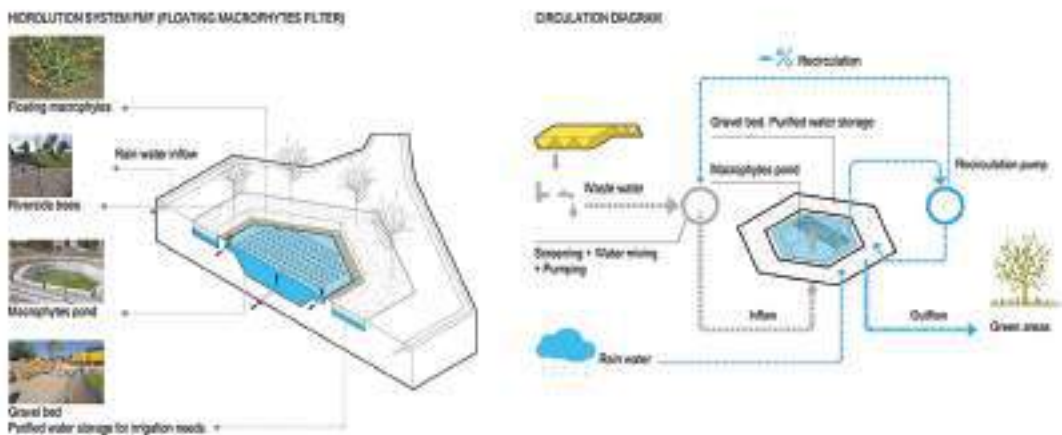 HIDROLUTION SYSTEM FMF (FLOATING MACROPHYTES FILTER)
Floating macrophytes
Rain water inflow
Riverside trees
Macrophytes pond
Gravel bed
Purified water storage for irrigation needs
CIRCULATION DIAGRAM
Recirculation
Gravel bed. Purified water storage
Macrophytes pond
Recirculation pump
Waste water
Screening + Water mixing
+ Pumping
Inflow
Outflow
Green areas
Rain water